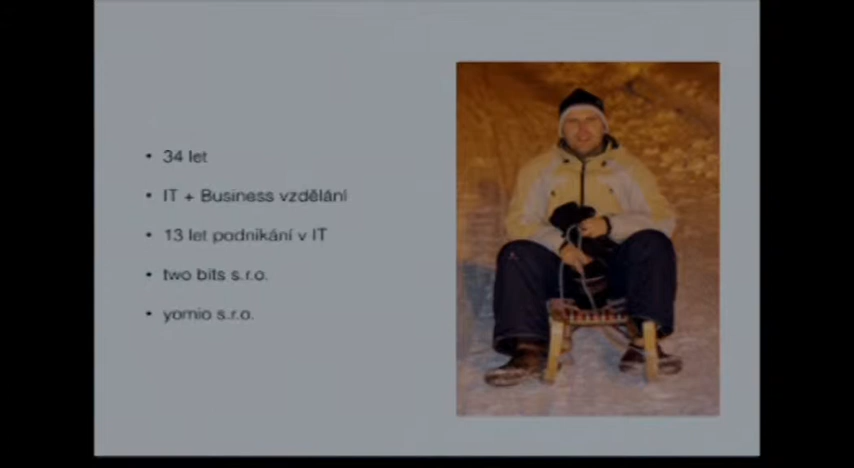 • 34 let
• IT + Business vzdělání
• 13 let podnikání v IT
• two bits s.r.o.
• yomio s.r.o.